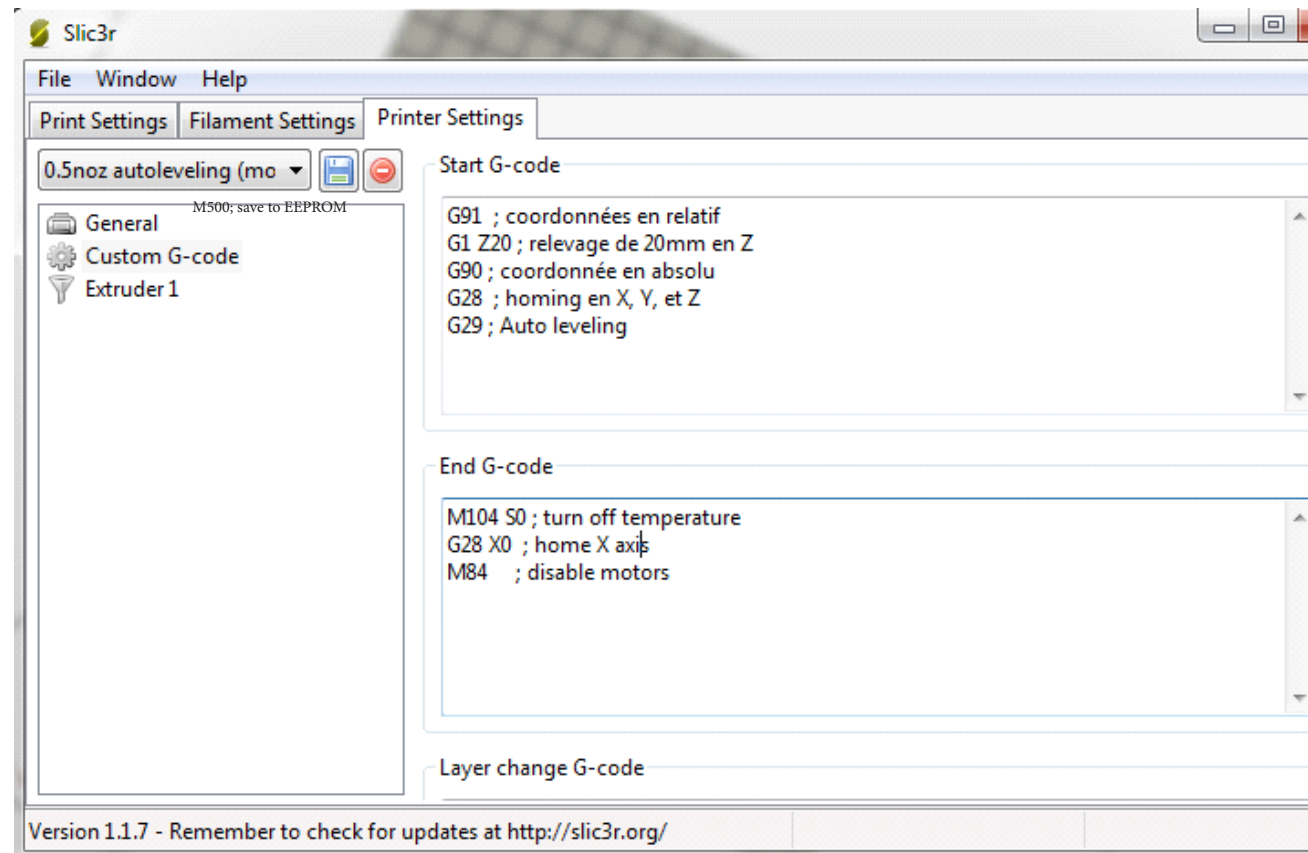 Slic3r
File Window Help
Print Settings Filament Settings Printer Settings
0.5noz autoleveling (mo
M500; save to EEPROM
General
Custom G-code
Extruder 1
Start G-code
G91 ; coordonnées en relatif
G1 Z20 ; relevage de 20mm en Z
G90 ; coordonnée en absolu
G28 ; homing en X, Y, et Z
G29 ; Auto leveling
End G-code
M104 S0 ; turn off temperature
G28 X0 ; home X axis
M84 ; disable motors
Layer change G-code
Version 1.1.7 - Remember to check for updates at http://slic3r.org/